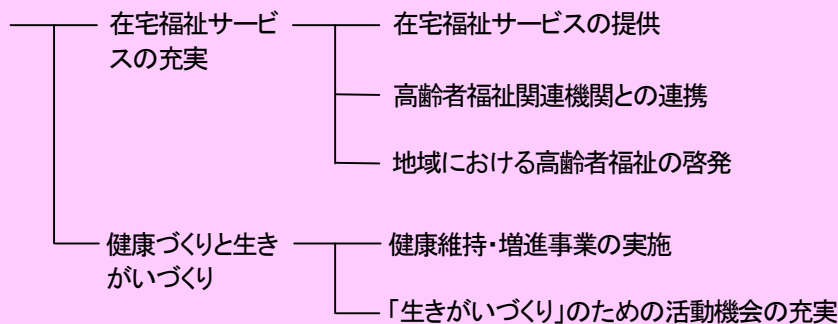 在宅福祉サービ
スの充実
在宅福祉サービスの提供
高齢者福祉関連機関との連携
地域における高齢者福祉の啓発
健康づくりと生き
がいづくり
健康維持・増進事業の実施
「生きがいづくり」のための活動機会の充実